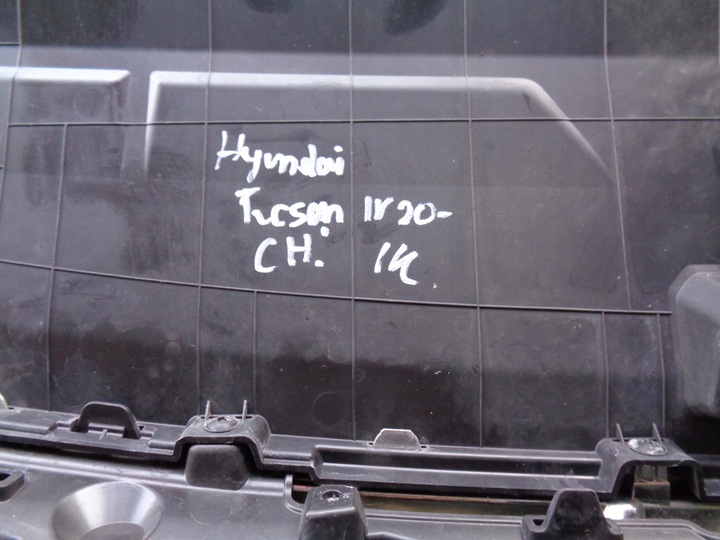 Hyundai
Tucson IV 20-
CH. 1K